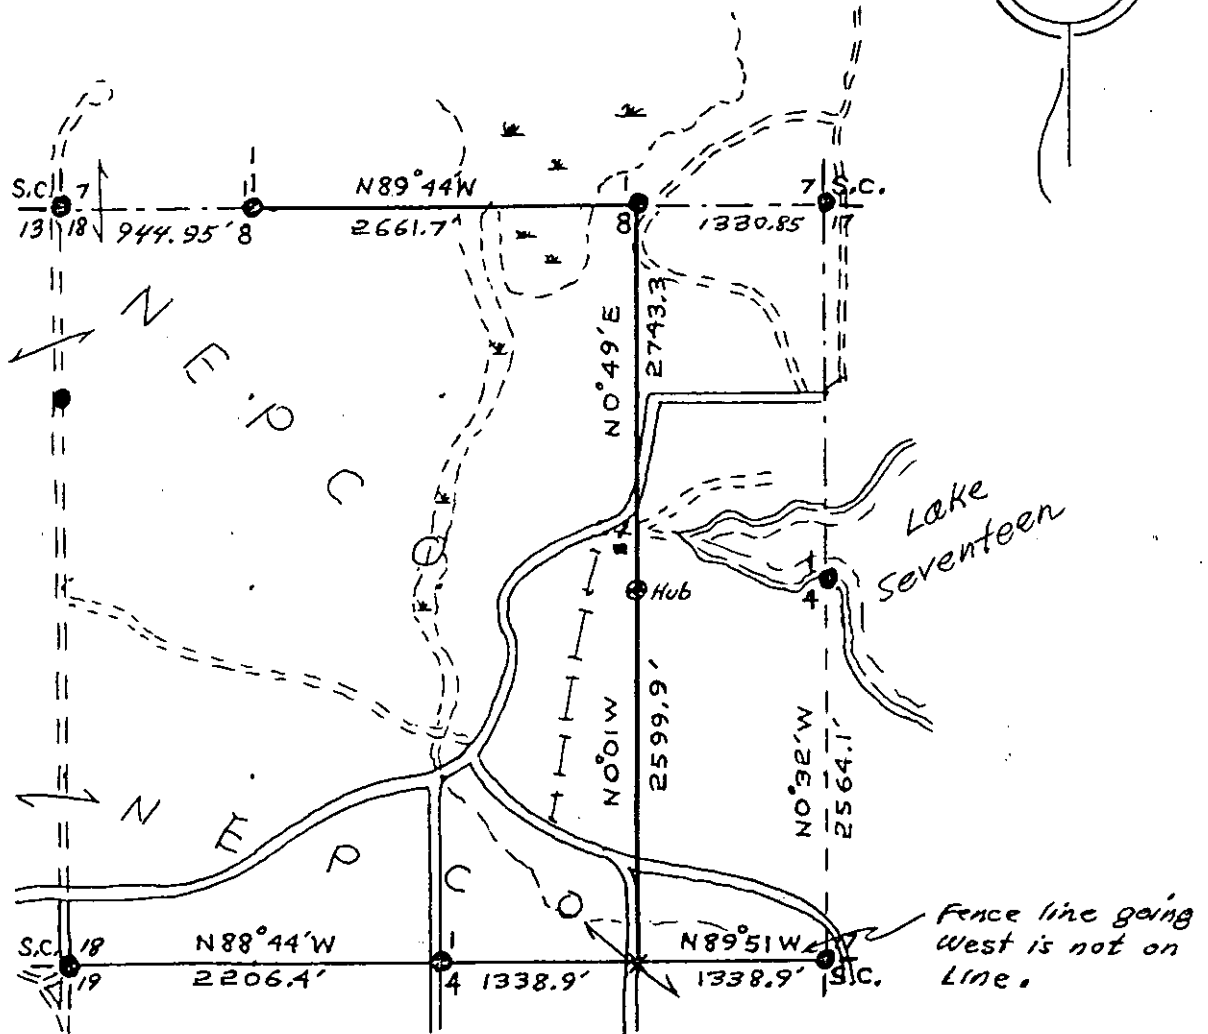 S.C. 7
13 18
944.95'
1
8
N89°44'W
2661.7'
1
8
1330.85
7 S.C.
17
N E P C O
N0°49'E
2743.3
Lake
Seventeen
1
4
Hub
N0°01W
2599.9'
N0°32'W
2564.1'
N E P C O
S.C. 18
19
N88°44'W
2206.4'
1
4
1338.9'
N89°51W
1338.9'
S.C.
Fence line going
West is not on
Line.